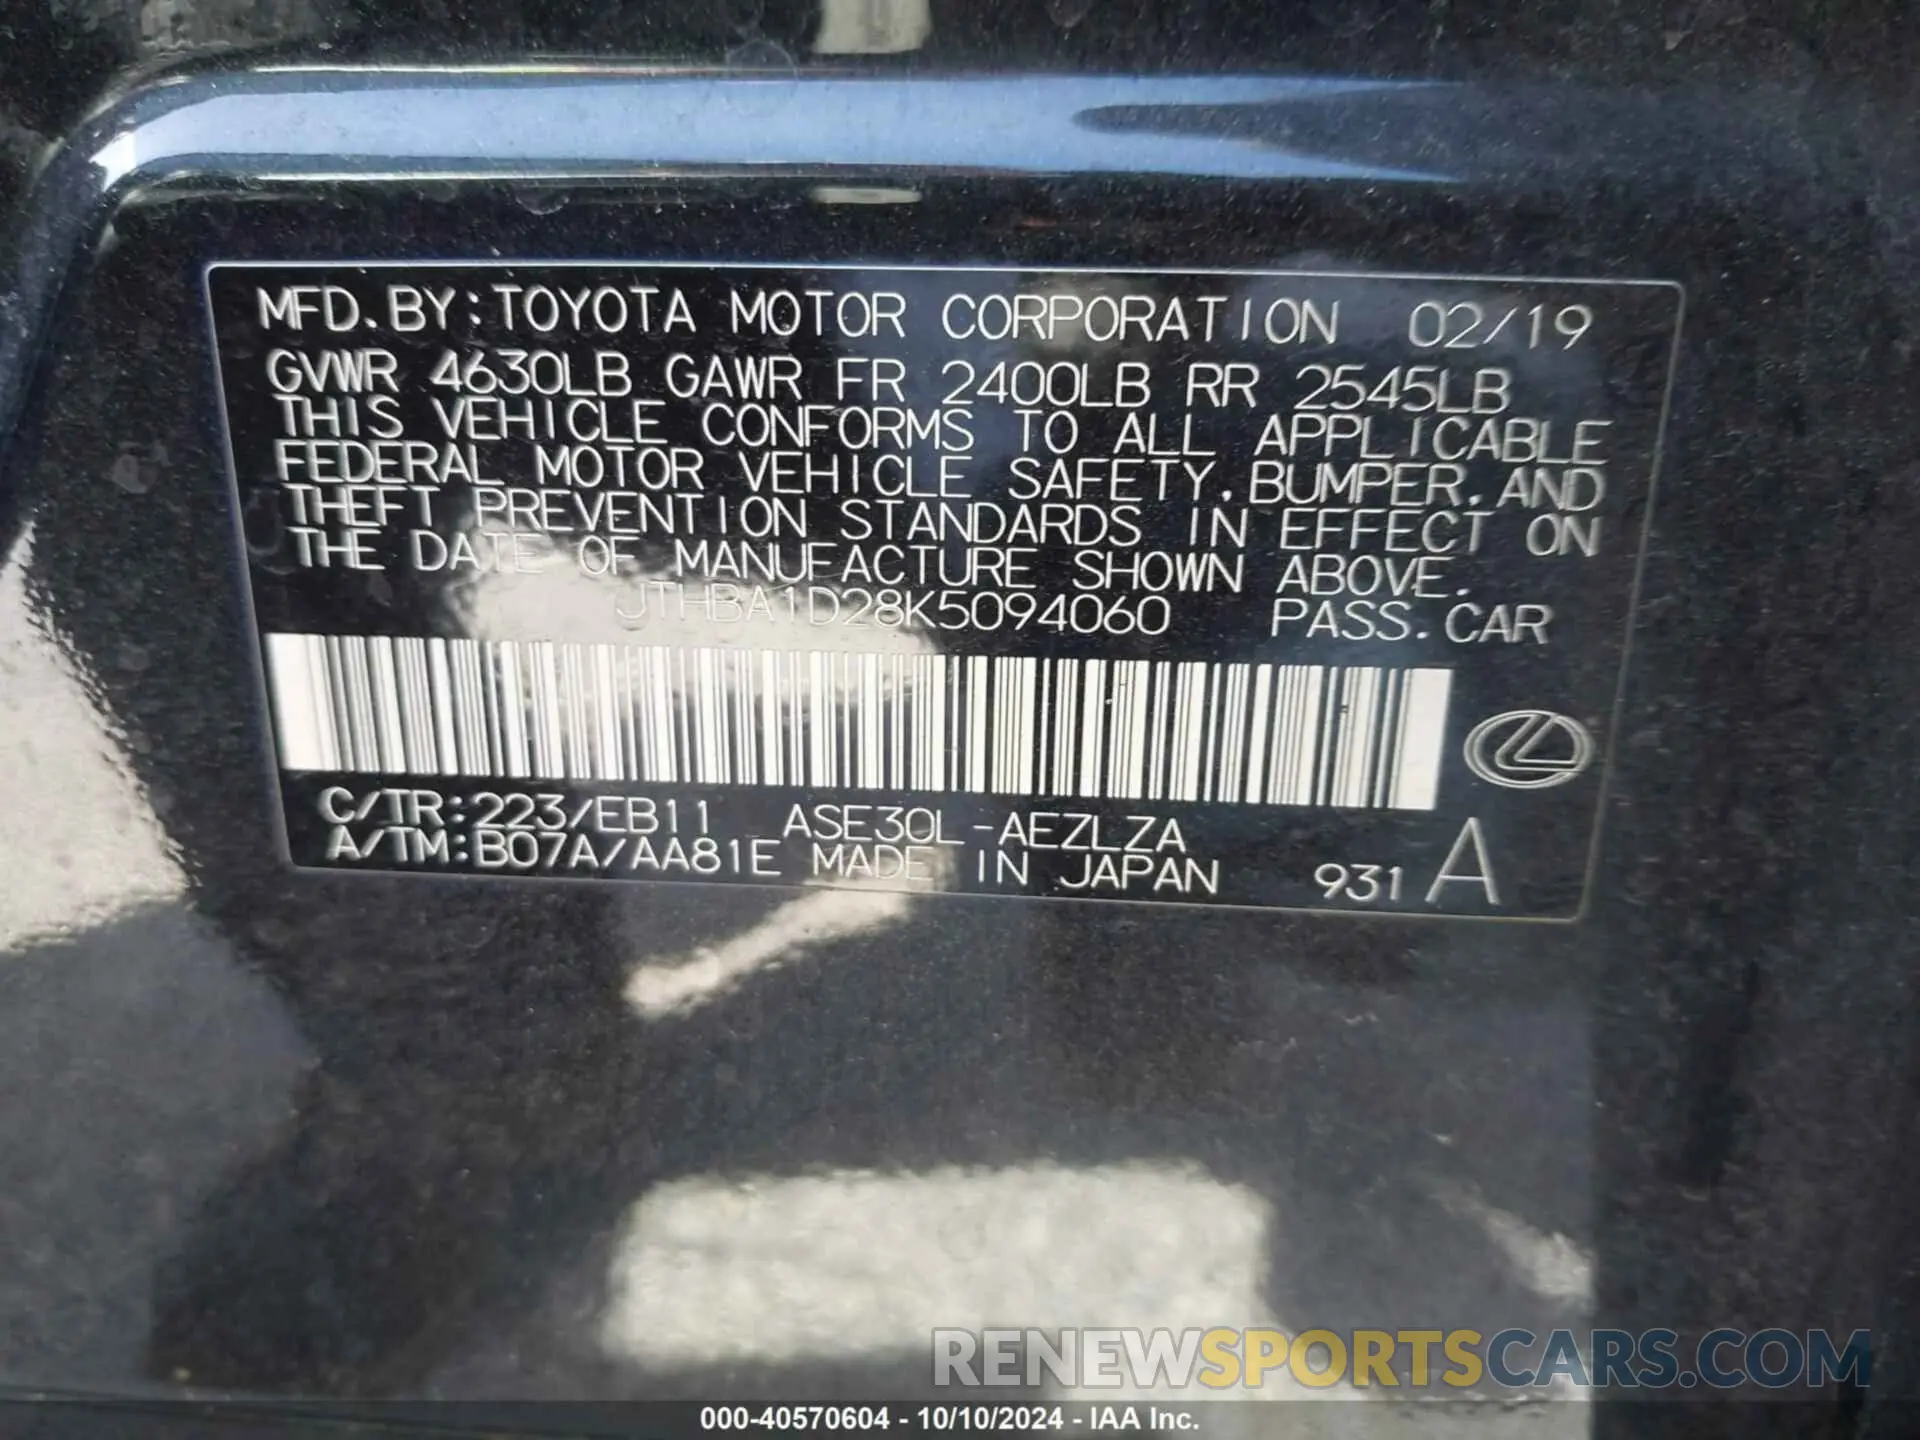 MFD. BY: TOYOTA MOTOR CORPORATION 02/19
GVWR 4630LB GAWR FR 2400LB RR 2545LB
THIS VEHICLE CONFORMS TO ALL APPLICABLE
FEDERAL MOTOR VEHICLE SAFETY, BUMPER, AND
THEFT PREVENTION STANDARDS IN EFFECT ON
THE DATE OF MANUFACTURE SHOWN ABOVE.
JTHBA1D28K5094060 PASS. CAR
C/TR: 223/EB11 ASE30L-AEZLZA
A/TM: B07A/AA81E MADE IN JAPAN 931 A
RENEWSPORTSCARS.COM
000-40570604 - 10/10/2024 - IAA Inc.